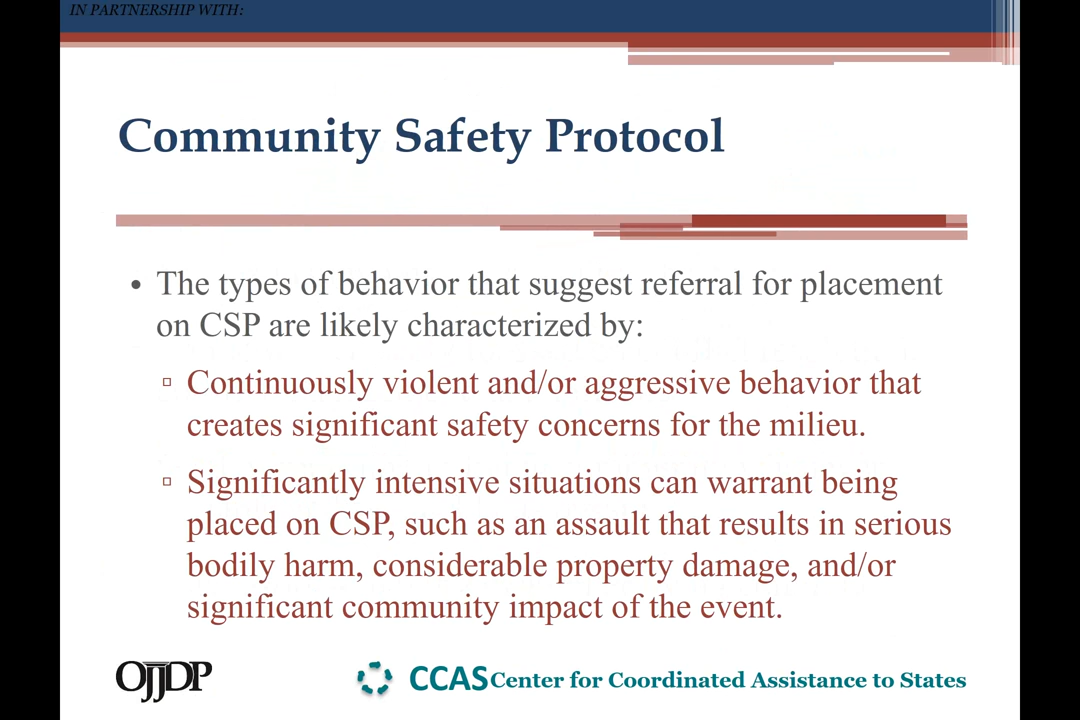 IN PARTNERSHIP WITH:
Community Safety Protocol
• The types of behavior that suggest referral for placement
on CSP are likely characterized by:
▫ Continuously violent and/or aggressive behavior that
creates significant safety concerns for the milieu.
▫ Significantly intensive situations can warrant being
placed on CSP, such as an assault that results in serious
bodily harm, considerable property damage, and/or
significant community impact of the event.
OJJDP
CCAS Center for Coordinated Assistance to States